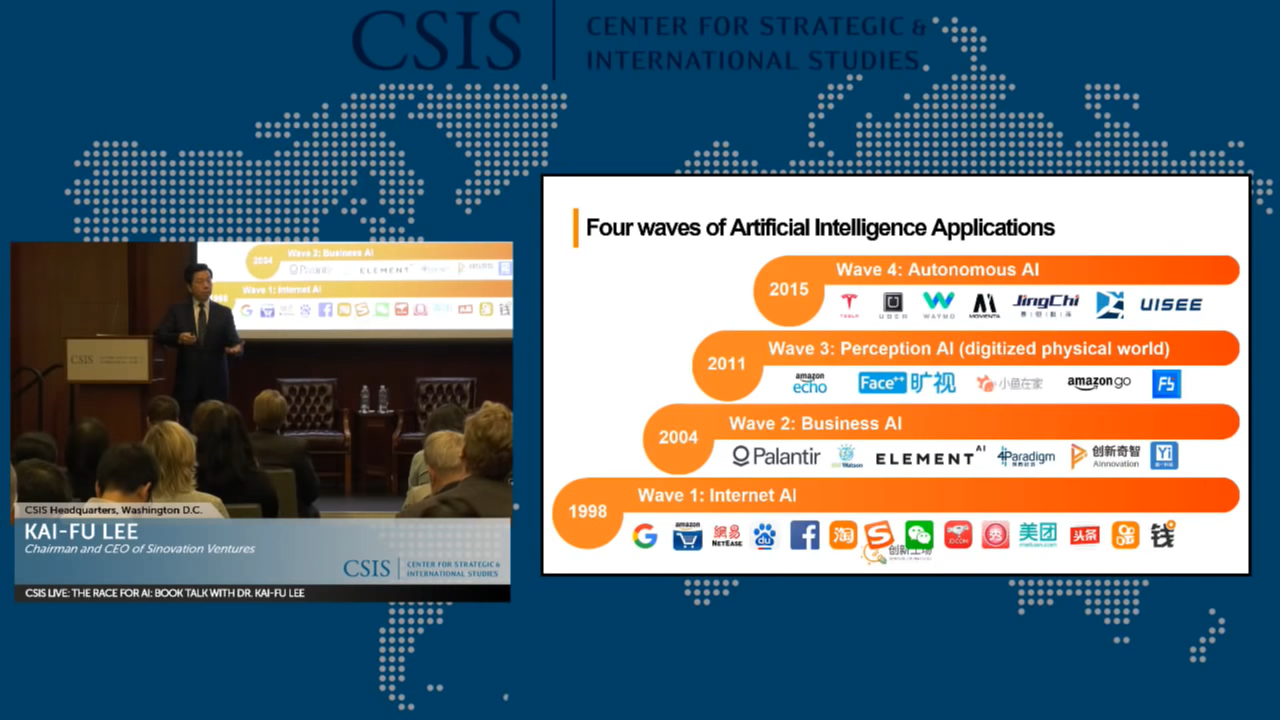 CSIS
CENTER FOR STRATEGIC &
INTERNATIONAL STUDIES
Four waves of Artificial Intelligence Applications
2015
Wave 4: Autonomous AI
TESLA
UBER
WAYMO
MOMENTA
JingChi
UISEE
2011
Wave 3: Perception AI (digitized physical world)
amazon
echo
Face++ 旷视
小鱼在家
amazon go
F5
2004
Wave 2: Business AI
Palantir
Watson
ELEMENT AI
4Paradigm
创新奇智
AInnovation
Yi
1998
Wave 1: Internet AI
G
amazon
網易
NETEASE
du
f
淘
S
JD.COM
美团
meituan.com
头条
钱
创新工场
2004
Wave 2: Business AI
Palantir
ELEMENT
1998
Wave 1: Internet AI
CSIS
CSIS Headquarters, Washington D.C.
KAI-FU LEE
Chairman and CEO of Sinovation Ventures
CSIS
CENTER FOR STRATEGIC &
INTERNATIONAL STUDIES
CSIS LIVE: THE RACE FOR AI: BOOK TALK WITH DR. KAI-FU LEE